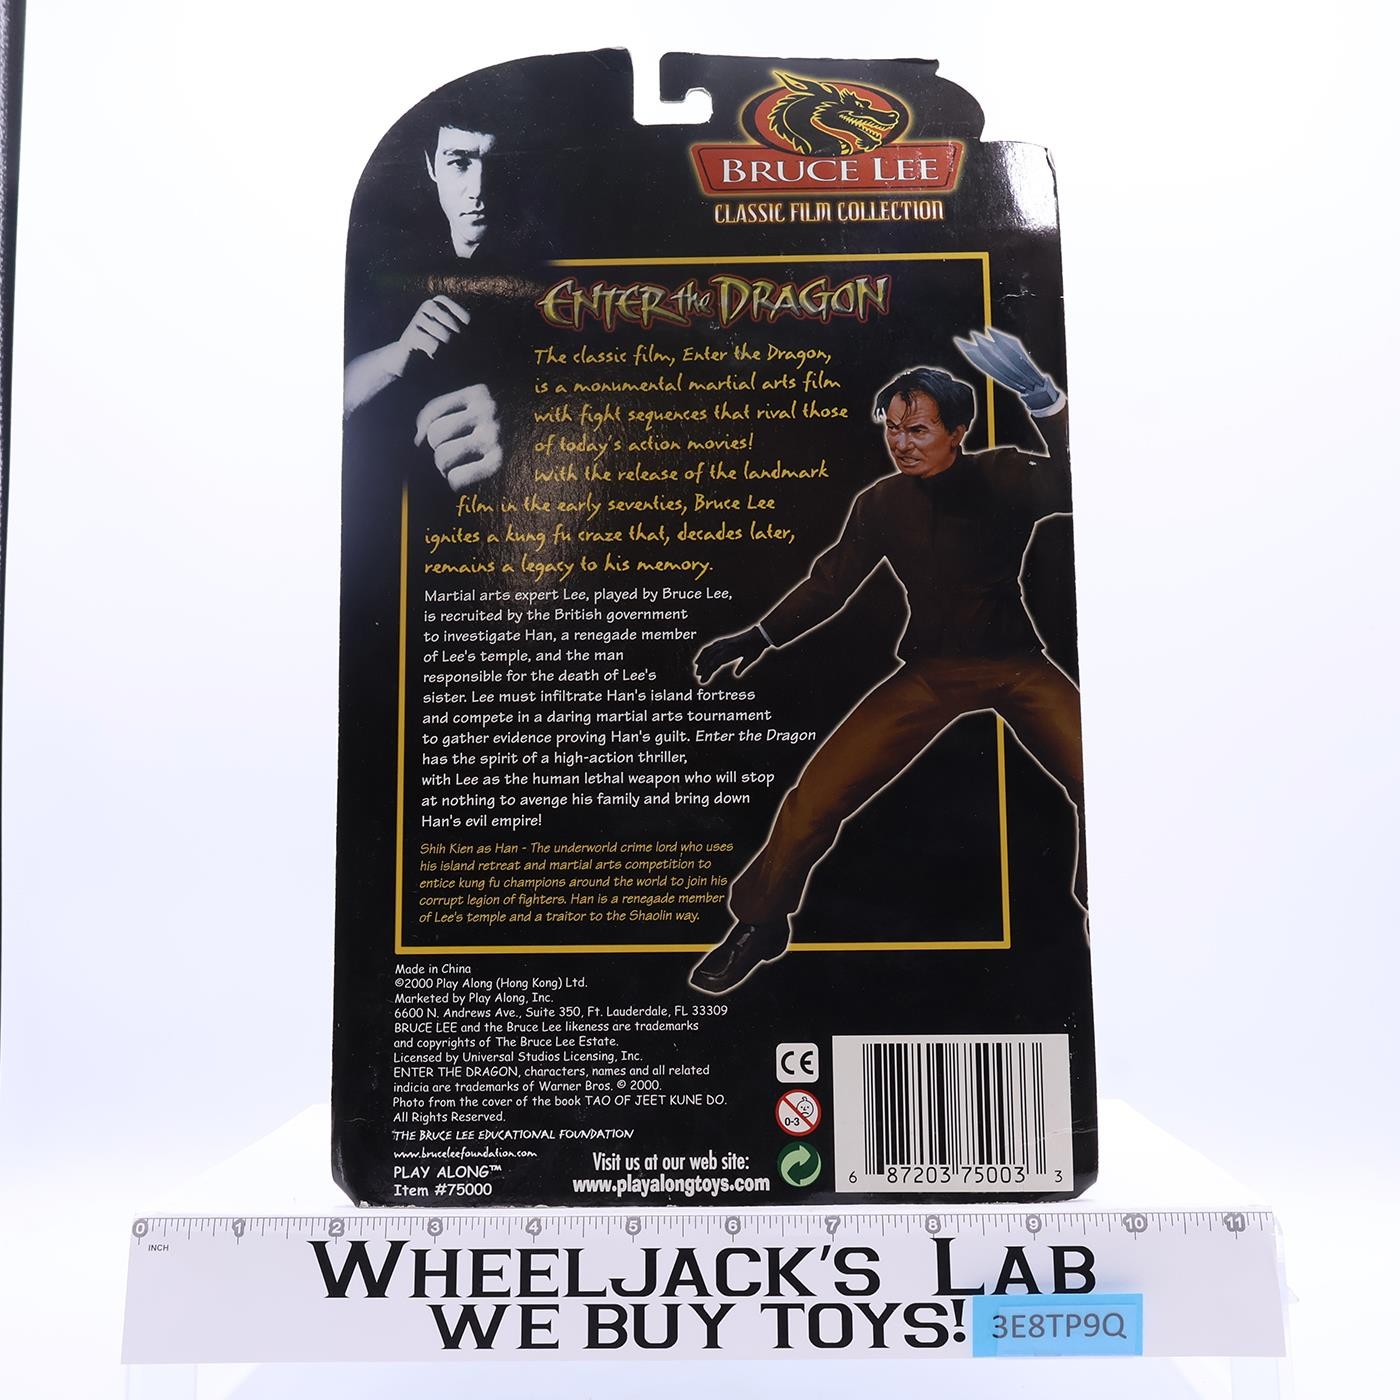 BRUCE LEE
CLASSIC FILM COLLECTION
ENTER the DRAGON
The classic film, Enter the Dragon,
is a monumental martial arts film
with fight sequences that rival those
of today's action movies!
With the release of the landmark
film in the early seventies, Bruce Lee
ignites a kung fu craze that, decades later,
remains a legacy to his memory.
Martial arts expert Lee, played by Bruce Lee,
is recruited by the British government
to investigate Han, a renegade member
of Lee's temple, and the man
responsible for the death of Lee's
sister. Lee must infiltrate Han's island fortress
and compete in a daring martial arts tournament
to gather evidence proving Han's guilt. Enter the Dragon
has the spirit of a high-action thriller,
with Lee as the human lethal weapon who will stop
at nothing to avenge his family and bring down
Han's evil empire!
Shih Kien as Han - The underworld crime lord who uses
his island retreat and martial arts competition to
entice kung fu champions around the world to join his
corrupt legion of fighters. Han is a renegade member
of Lee's temple and a traitor to the Shaolin way.
Made in China
©2000 Play Along (Hong Kong) Ltd.
Marketed by Play Along, Inc.
6600 N. Andrews Ave., Suite 350, Ft. Lauderdale, FL 33309
BRUCE LEE and the Bruce Lee likeness are trademarks
and copyrights of The Bruce Lee Estate.
Licensed by Universal Studios Licensing, Inc.
ENTER THE DRAGON, characters, names and all related
indicia are trademarks of Warner Bros. © 2000.
Photo from the cover of the book TAO OF JEET KUNE DO.
All Rights Reserved.
THE BRUCE LEE EDUCATIONAL FOUNDATION
www.bruceleefoundation.com
PLAY ALONG™
Item #75000
Visit us at our web site:
www.playalongtoys.com
CE
0-3
6 87203 75003 3
0 1 2 3 4 5 6 7 8 9 10 11
INCH
WHEELJACK'S LAB
WE BUY TOYS!
3E8TP9Q